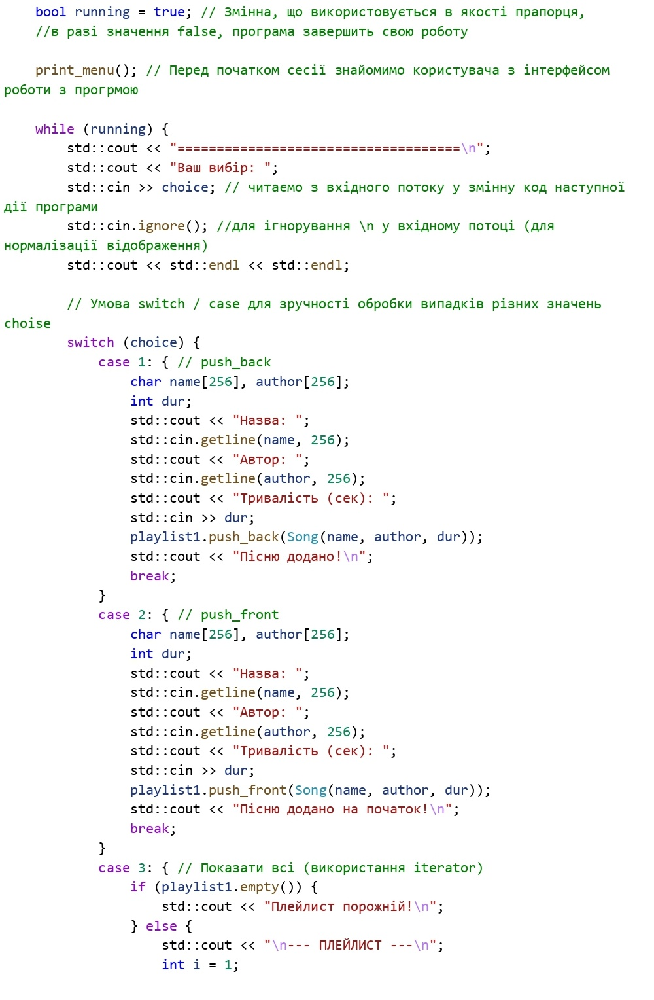 bool running = true; // Змінна, що використовується в якості прапорця,
//в разі значення false, програма завершить свою роботу
print_menu(); // Перед початком сесії знайомимо користувача з інтерфейсом
роботи з прогрмою
while (running) {
std::cout << "====================================\n";
std::cout << "Ваш вибір: ";
std::cin >> choice; // читаємо з вхідного потоку у змінну код наступної
дії програми
std::cin.ignore(); //для ігнорування \n у вхідному потоці (для
нормалізації відображення)
std::cout << std::endl << std::endl;
// Умова switch / case для зручності обробки випадків різних значень
choise
switch (choice) {
case 1: { // push_back
char name[256], author[256];
int dur;
std::cout << "Назва: ";
std::cin.getline(name, 256);
std::cout << "Автор: ";
std::cin.getline(author, 256);
std::cout << "Тривалість (сек): ";
std::cin >> dur;
playlist1.push_back(Song(name, author, dur));
std::cout << "Пісню додано!\n";
break;
}
case 2: { // push_front
char name[256], author[256];
int dur;
std::cout << "Назва: ";
std::cin.getline(name, 256);
std::cout << "Автор: ";
std::cin.getline(author, 256);
std::cout << "Тривалість (сек): ";
std::cin >> dur;
playlist1.push_front(Song(name, author, dur));
std::cout << "Пісню додано на початок!\n";
break;
}
case 3: { // Показати всі (використання iterator)
if (playlist1.empty()) {
std::cout << "Плейлист порожній!\n";
} else {
std::cout << "\n--- ПЛЕЙЛИСТ ---\n";
int i = 1;